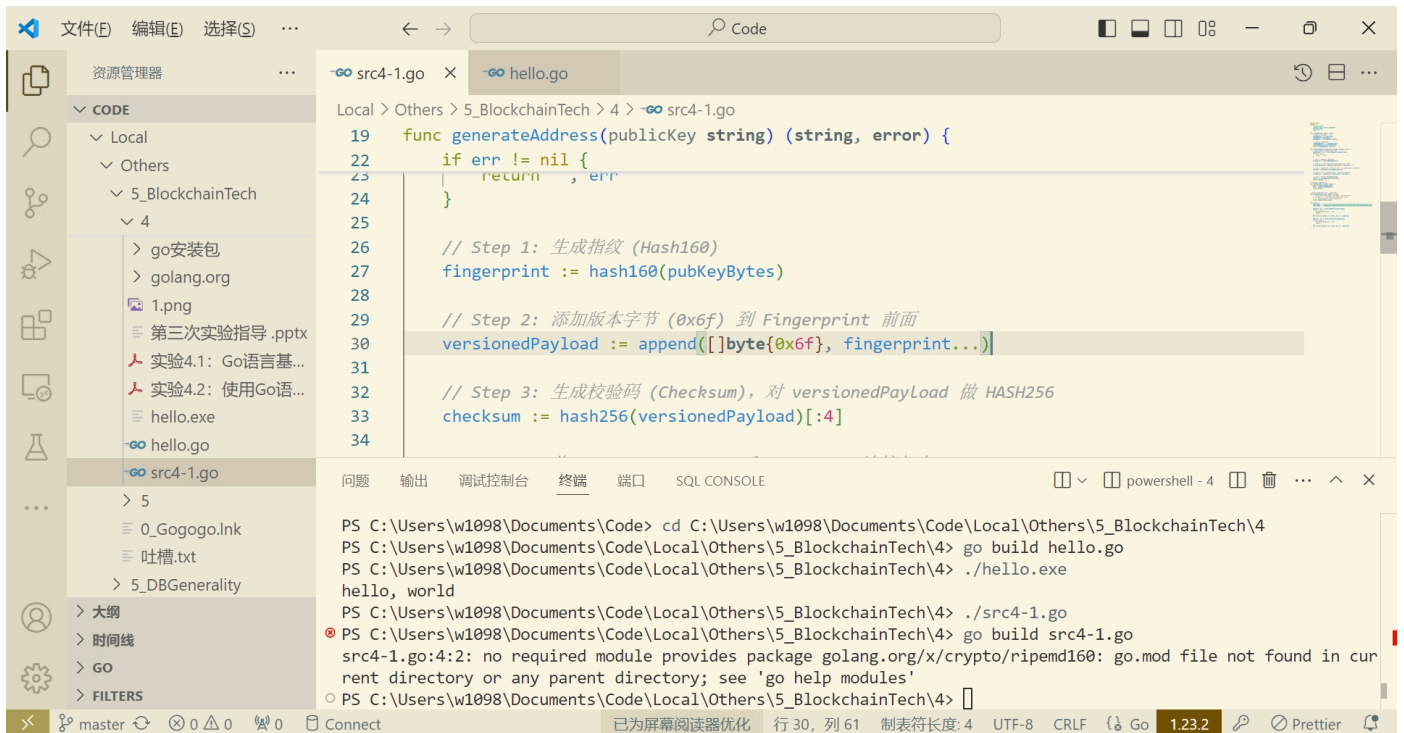 文件(F) 编辑(E) 选择(S) ··· Code
资源管理器 ···
CODE
Local
Others
5_BlockchainTech
4
go安装包
golang.org
1.png
第三次实验指导 .pptx
实验4.1：Go语言基...
实验4.2：使用Go语...
hello.exe
hello.go
src4-1.go
5
0_Gogogo.lnk
吐槽.txt
5_DBGenerality
大纲
时间线
GO
FILTERS
src4-1.go hello.go
Local > Others > 5_BlockchainTech > 4 > src4-1.go
19 func generateAddress(publicKey string) (string, error) {
22 if err != nil {
23 return , err
24 }
25
26 // Step 1: 生成指纹 (Hash160)
27 fingerprint := hash160(pubKeyBytes)
28
29 // Step 2: 添加版本字节 (0x6f) 到 Fingerprint 前面
30 versionedPayload := append([]byte{0x6f}, fingerprint...)
31
32 // Step 3: 生成校验码 (Checksum)，对 versionedPayload 做 HASH256
33 checksum := hash256(versionedPayload)[:4]
34
问题 输出 调试控制台 终端 端口 SQL CONSOLE powershell - 4 ···
PS C:\Users\w1098\Documents\Code> cd C:\Users\w1098\Documents\Code\Local\Others\5_BlockchainTech\4
PS C:\Users\w1098\Documents\Code\Local\Others\5_BlockchainTech\4> go build hello.go
PS C:\Users\w1098\Documents\Code\Local\Others\5_BlockchainTech\4> ./hello.exe
hello, world
PS C:\Users\w1098\Documents\Code\Local\Others\5_BlockchainTech\4> ./src4-1.go
PS C:\Users\w1098\Documents\Code\Local\Others\5_BlockchainTech\4> go build src4-1.go
src4-1.go:4:2: no required module provides package golang.org/x/crypto/ripemd160: go.mod file not found in cur
rent directory or any parent directory; see 'go help modules'
PS C:\Users\w1098\Documents\Code\Local\Others\5_BlockchainTech\4>
master 0 0 0 Connect 已为屏幕阅读器优化 行 30，列 61 制表符长度: 4 UTF-8 CRLF Go 1.23.2 Prettier